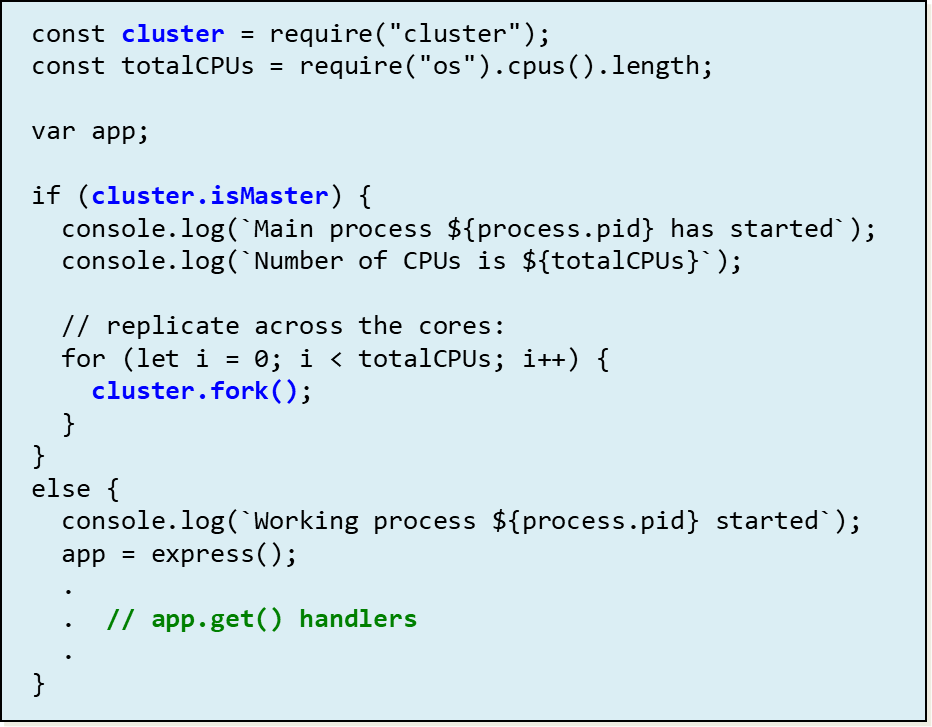 const cluster = require("cluster");
const totalCPUs = require("os").cpus().length;

var app;

if (cluster.isMaster) {
  console.log(`Main process ${process.pid} has started`);
  console.log(`Number of CPUs is ${totalCPUs}`);

  // replicate across the cores:
  for (let i = 0; i < totalCPUs; i++) {
    cluster.fork();
  }
}
else {
  console.log(`Working process ${process.pid} started`);
  app = express();
  .
  .  // app.get() handlers
  .
}